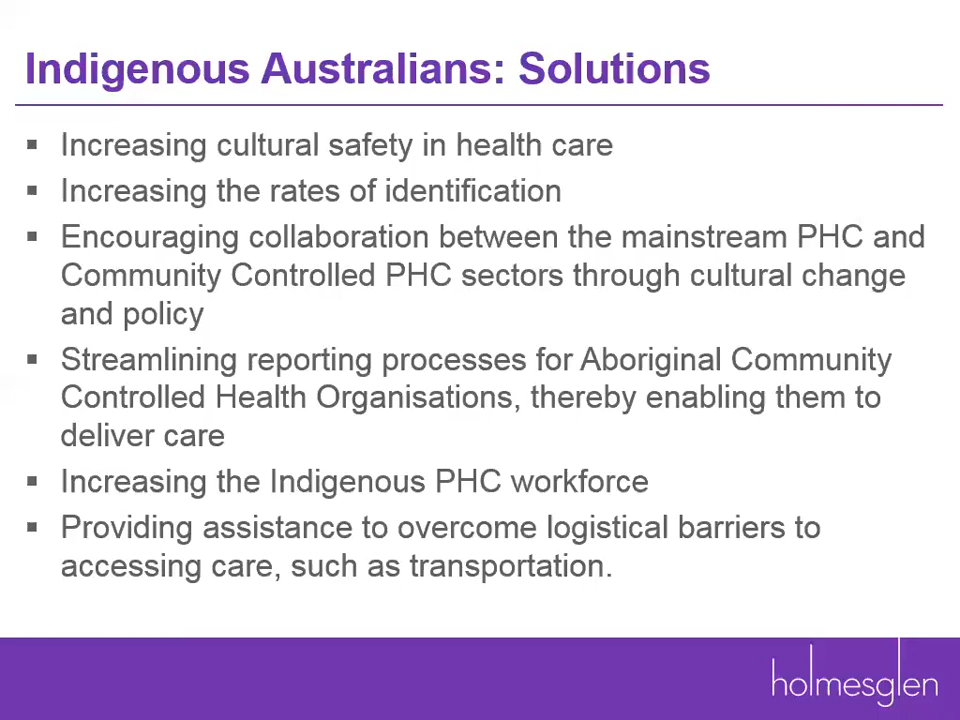 Indigenous Australians: Solutions
▪ Increasing cultural safety in health care
▪ Increasing the rates of identification
▪ Encouraging collaboration between the mainstream PHC and
Community Controlled PHC sectors through cultural change
and policy
▪ Streamlining reporting processes for Aboriginal Community
Controlled Health Organisations, thereby enabling them to
deliver care
▪ Increasing the Indigenous PHC workforce
▪ Providing assistance to overcome logistical barriers to
accessing care, such as transportation.
holmesglen